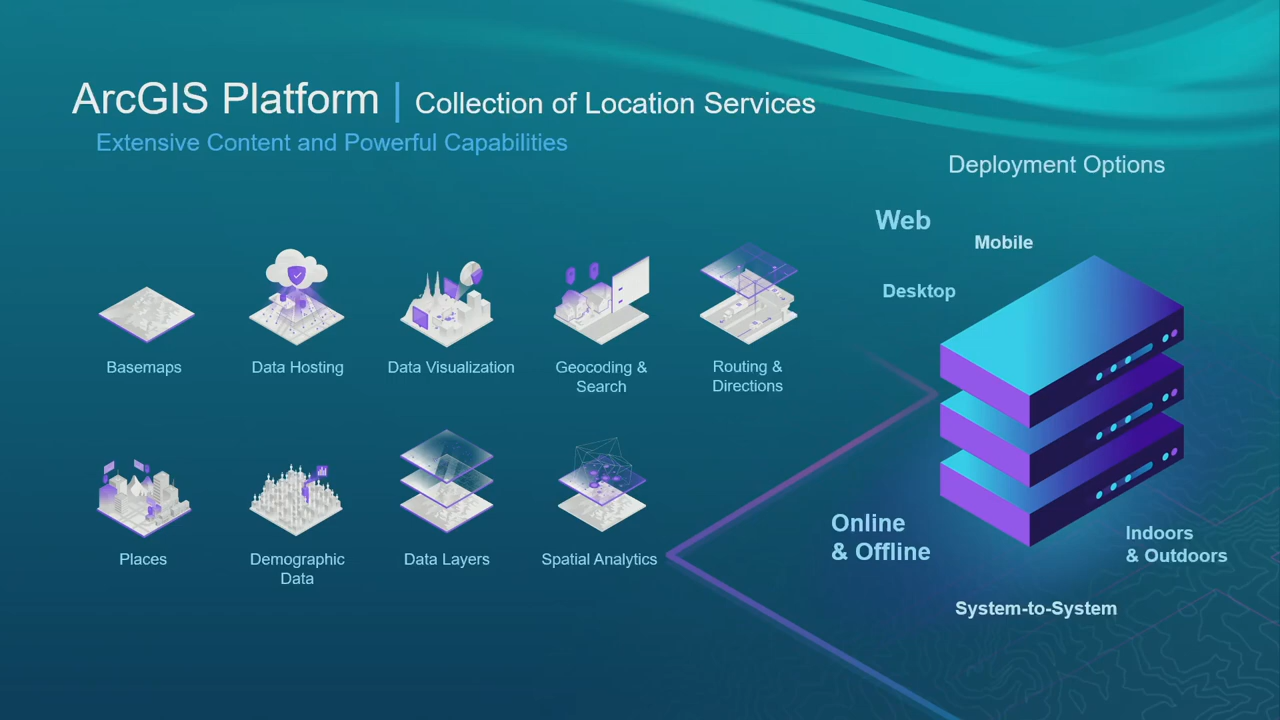 ArcGIS Platform | Collection of Location Services
Extensive Content and Powerful Capabilities
Basemaps
Data Hosting
Data Visualization
Geocoding &
Search
Routing &
Directions
Places
Demographic
Data
Data Layers
Spatial Analytics
Deployment Options
Web
Mobile
Desktop
Online
& Offline
Indoors
& Outdoors
System-to-System